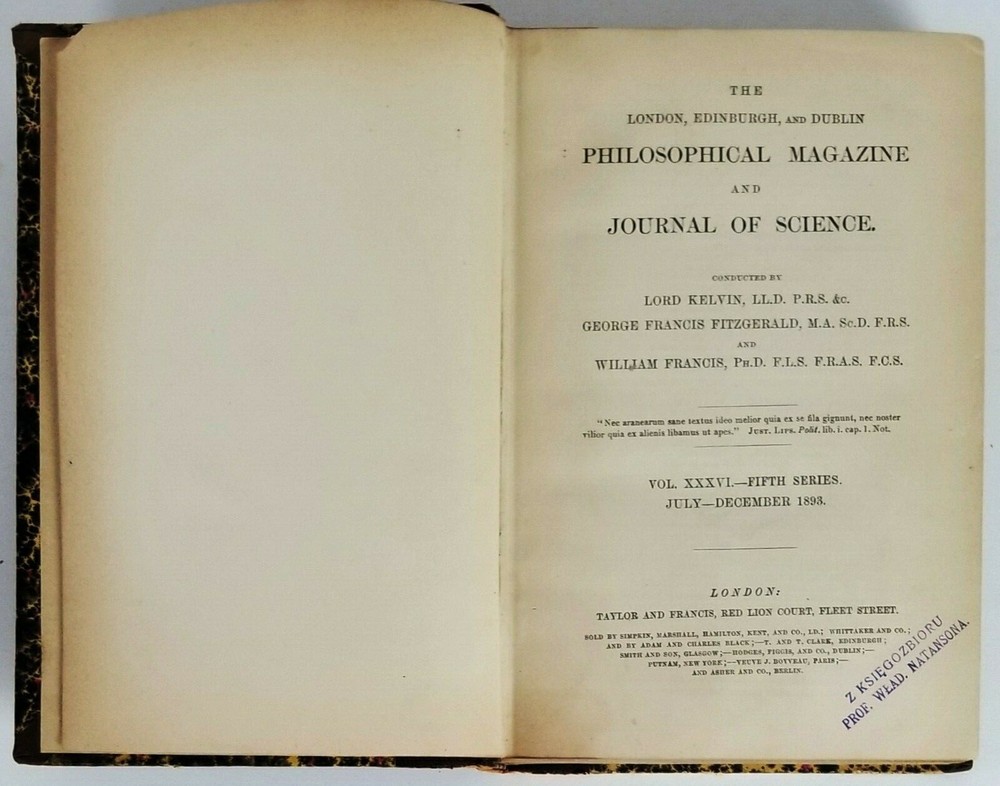 THE
LONDON, EDINBURGH, AND DUBLIN
PHILOSOPHICAL MAGAZINE
AND
JOURNAL OF SCIENCE.
CONDUCTED BY
LORD KELVIN, LL.D. P.R.S. &c.
GEORGE FRANCIS FITZGERALD, M.A. Sc.D. F.R.S.
AND
WILLIAM FRANCIS, Ph.D. F.L.S. F.R.A.S. F.C.S.
"Nec aranearum sane textus ideo melior quia ex se fila gignunt, nec noster
vilior quia ex alienis libamus ut apes." Just. Lips. Polit. lib. i. cap. 1. Not.
VOL. XXXVI.—FIFTH SERIES.
JULY—DECEMBER 1893.
LONDON:
TAYLOR AND FRANCIS, RED LION COURT, FLEET STREET.
SOLD BY SIMPKIN, MARSHALL, HAMILTON, KENT, AND CO., LD.; WHITTAKER AND CO.;
AND BY ADAM AND CHARLES BLACK;—T. AND T. CLARK, EDINBURGH;
SMITH AND SON, GLASGOW;—HODGES, FIGGIS, AND CO., DUBLIN;—
PUTNAM, NEW YORK;—VEUVE J. BOYVEAU, PARIS;—
AND ASHER AND CO., BERLIN.
Z KSIĘGOZBIORU
PROF. WŁAD. NATANSONA.